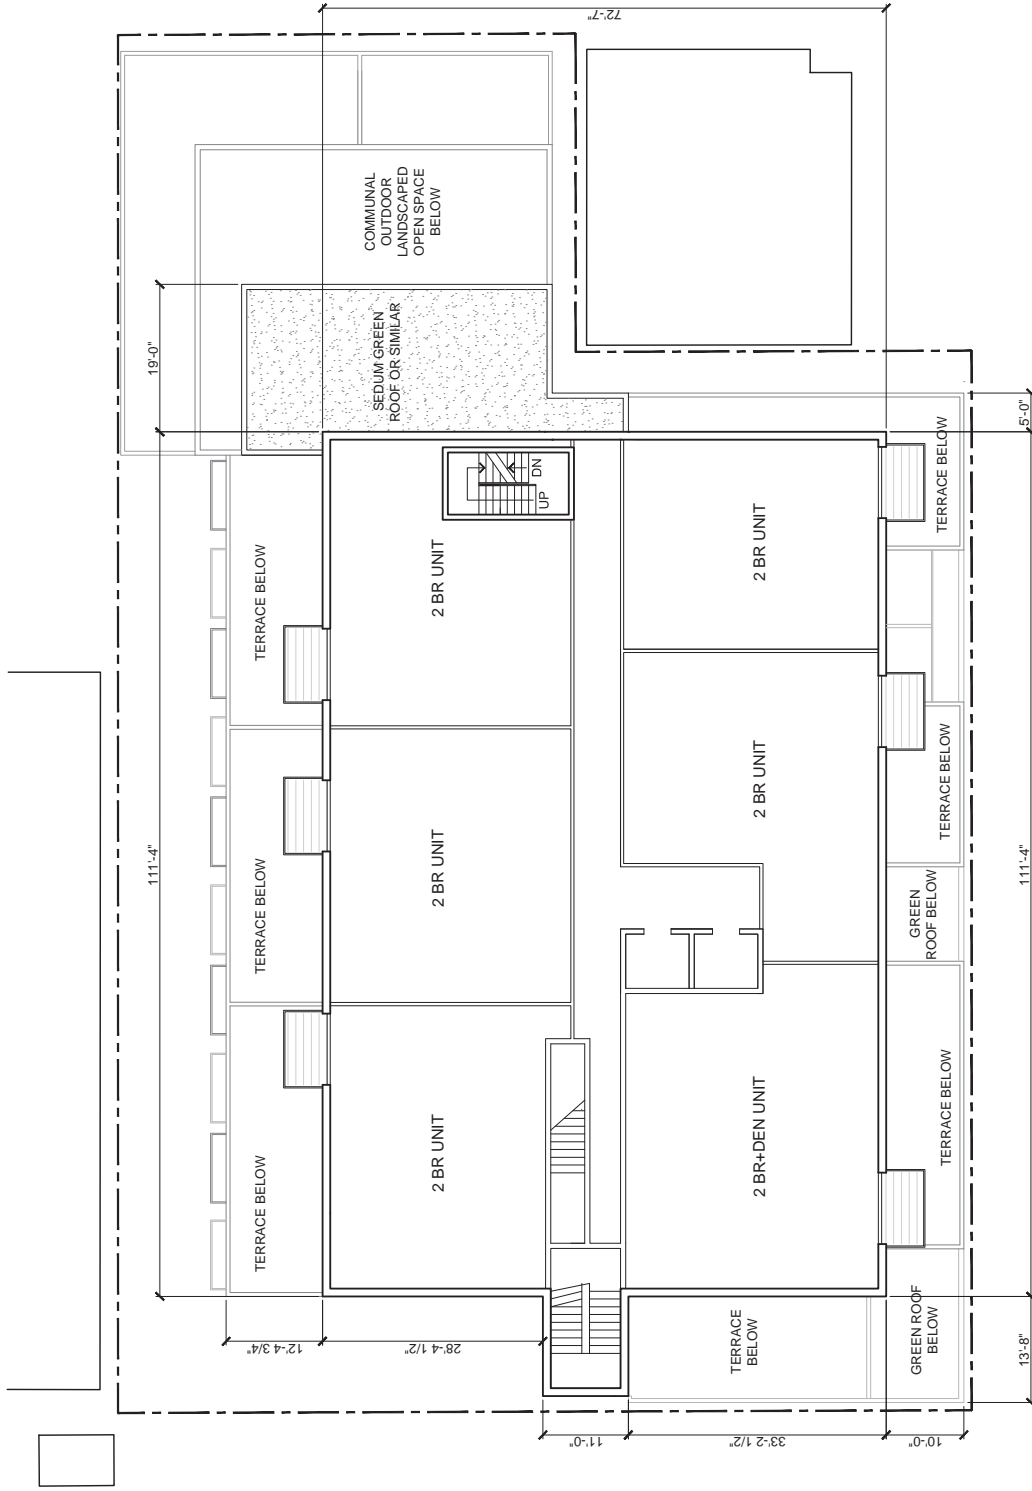 72'-7"
COMMUNAL
OUTDOOR
LANDSCAPED
OPEN SPACE
BELOW
19'-0"
SEDUM GREEN
ROOF OR SIMILAR
5'-0"
TERRACE BELOW
UP
DN
2 BR UNIT
2 BR UNIT
TERRACE BELOW
111'-4"
TERRACE BELOW
2 BR UNIT
2 BR UNIT
TERRACE BELOW
111'-4"
GREEN
ROOF BELOW
TERRACE BELOW
2 BR UNIT
2 BR+DEN UNIT
TERRACE BELOW
12'-4 3/4"
28'-4 1/2"
TERRACE
BELOW
GREEN ROOF
BELOW
13'-8"
11'-0"
33'-2 1/2"
10'-0"